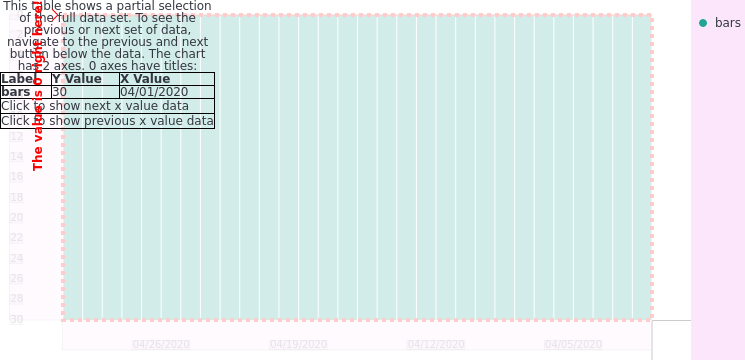 This table shows a partial selection
of the full data set. To see the
previous or next set of data,
navigate to the previous and next
button below the data. The chart
has 2 axes. 0 axes have titles:
Label Y Value X Value
bars 30 04/01/2020
Click to show next x value data
Click to show previous x value data
The value is 0 right here!
bars
12
14
16
18
20
22
24
26
28
30
04/26/2020 04/19/2020 04/12/2020 04/05/2020